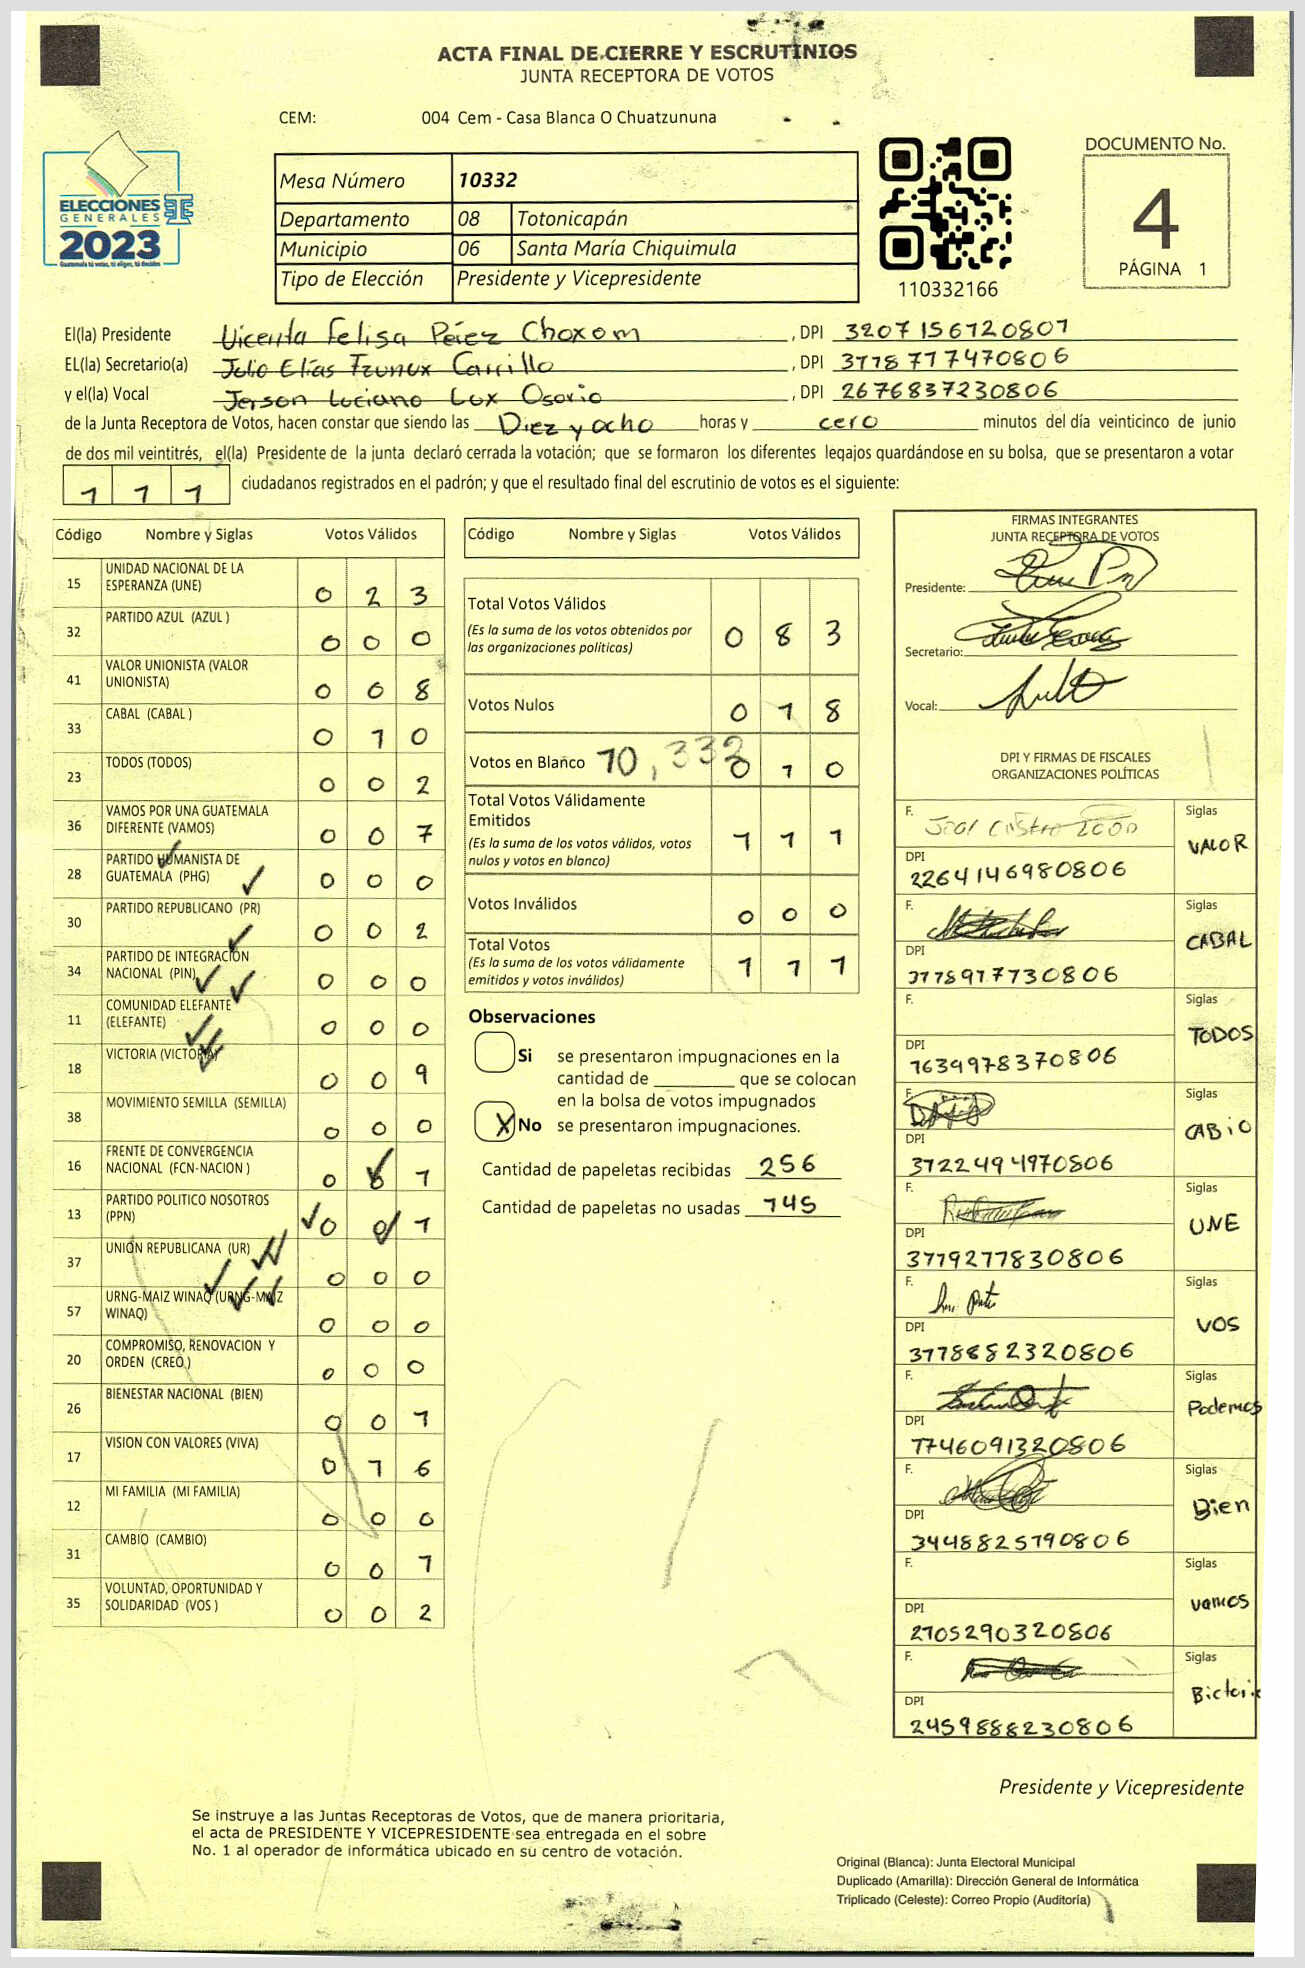 ACTA FINAL DE CIERRE Y ESCRUTINIOS
JUNTA RECEPTORA DE VOTOS
CEM: 004 Cem - Casa Blanca O Chuatzununa
ELECCIONES
GENERALES
2023
Guatemala tú votas, tú eliges, tú decides
Mesa Número 10332
Departamento 08 Totonicapán
Municipio 06 Santa María Chiquimula
Tipo de Elección Presidente y Vicepresidente
110332166
DOCUMENTO No.
4
PÁGINA 1
El(la) Presidente Vicenta Felisa Pérez Choxom , DPI 3207156120801
EL(la) Secretario(a) Julio Elías Tzunux Carrillo , DPI 3778777470806
y el(la) Vocal Jerson Luciano Lux Osorio , DPI 2676837230806
de la Junta Receptora de Votos, hacen constar que siendo las Diez y ocho horas y cero minutos del día veinticinco de junio
de dos mil veintitrés, el(la) Presidente de la junta declaró cerrada la votación; que se formaron los diferentes legajos guardándose en su bolsa, que se presentaron a votar
1 1 1 ciudadanos registrados en el padrón; y que el resultado final del escrutinio de votos es el siguiente:
Código Nombre y Siglas Votos Válidos
15 UNIDAD NACIONAL DE LA
ESPERANZA (UNE) 0 2 3
32 PARTIDO AZUL (AZUL ) 0 0 0
41 VALOR UNIONISTA (VALOR
UNIONISTA) 0 0 8
33 CABAL (CABAL ) 0 1 0
23 TODOS (TODOS) 0 0 2
36 VAMOS POR UNA GUATEMALA
DIFERENTE (VAMOS) 0 0 7
28 PARTIDO HUMANISTA DE
GUATEMALA (PHG) 0 0 0
30 PARTIDO REPUBLICANO (PR) 0 0 2
34 PARTIDO DE INTEGRACIÓN
NACIONAL (PIN) 0 0 0
11 COMUNIDAD ELEFANTE
(ELEFANTE) 0 0 0
18 VICTORIA (VICTORIA) 0 0 9
38 MOVIMIENTO SEMILLA (SEMILLA) 0 0 0
16 FRENTE DE CONVERGENCIA
NACIONAL (FCN-NACION ) 0 1
13 PARTIDO POLITICO NOSOTROS
(PPN) 0 0 1
37 UNIÓN REPUBLICANA (UR) 0 0 0
57 URNG-MAIZ WINAQ (URNG-MAIZ
WINAQ) 0 0 0
20 COMPROMISO, RENOVACION Y
ORDEN (CREO ) 0 0 0
26 BIENESTAR NACIONAL (BIEN) 0 0 1
17 VISION CON VALORES (VIVA) 0 1 6
12 MI FAMILIA (MI FAMILIA) 0 0 0
31 CAMBIO (CAMBIO) 0 0 1
35 VOLUNTAD, OPORTUNIDAD Y
SOLIDARIDAD (VOS ) 0 0 2
Código Nombre y Siglas Votos Válidos
Total Votos Válidos
(Es la suma de los votos obtenidos por
las organizaciones politicas) 0 8 3
Votos Nulos 0 1 8
Votos en Blanco 10,332 0 1 0
Total Votos Válidamente
Emitidos
(Es la suma de los votos válidos, votos
nulos y votos en blanco) 1 1 1
Votos Inválidos 0 0 0
Total Votos
(Es la suma de los votos válidamente
emitidos y votos inválidos) 1 1 1
Observaciones
Si se presentaron impugnaciones en la
cantidad de ________ que se colocan
en la bolsa de votos impugnados
X No se presentaron impugnaciones.
Cantidad de papeletas recibidas 256
Cantidad de papeletas no usadas 145
FIRMAS INTEGRANTES
JUNTA RECEPTORA DE VOTOS
Presidente:
Secretario:
Vocal:
DPI Y FIRMAS DE FISCALES
ORGANIZACIONES POLÍTICAS
F. Siglas
VALOR
DPI
2264146980806
F. Siglas
CABAL
DPI
3778917730806
F. Siglas
TODOS
DPI
1634978370806
F. Siglas
CABIO
DPI
3722494970806
F. Siglas
UNE
DPI
3779277830806
F. Siglas
VOS
DPI
3778882320806
F. Siglas
Podemos
DPI
1746091320806
F. Siglas
Bien
DPI
3448825790806
F. Siglas
vamos
DPI
2705290320806
F. Siglas
Bictoria
DPI
2459888230806
Presidente y Vicepresidente
Se instruye a las Juntas Receptoras de Votos, que de manera prioritaria,
el acta de PRESIDENTE Y VICEPRESIDENTE sea entregada en el sobre
No. 1 al operador de informática ubicado en su centro de votación.
Original (Blanca): Junta Electoral Municipal
Duplicado (Amarilla): Dirección General de Informática
Triplicado (Celeste): Correo Propio (Auditoría)